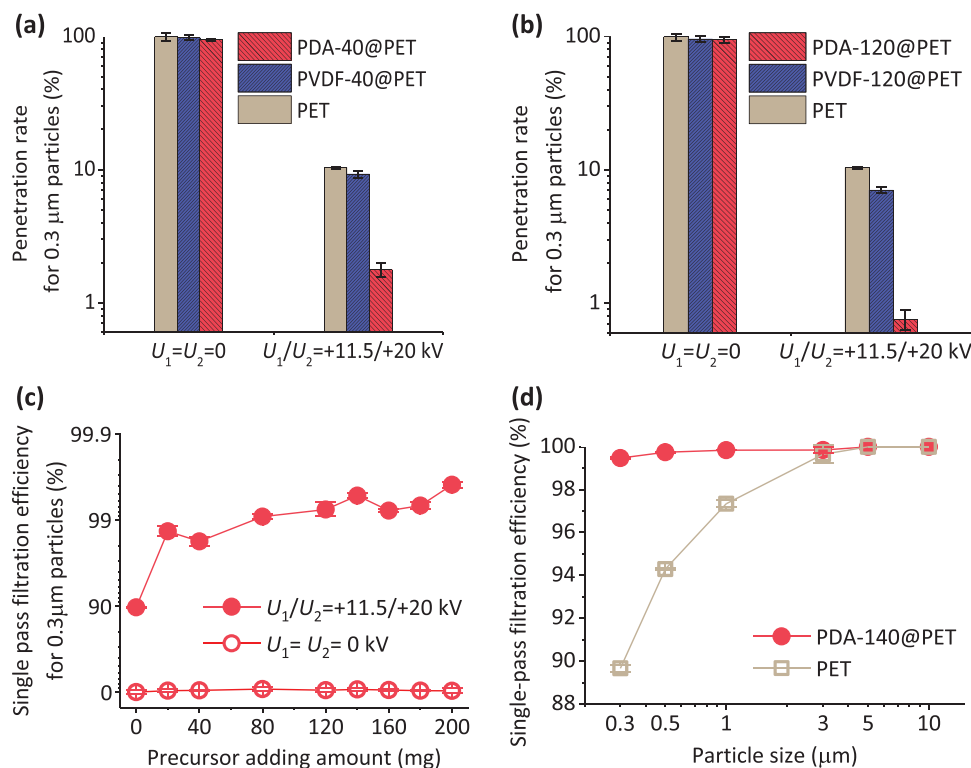 (a)
Penetration rate
for 0.3 μm particles (%)
100
10
1
PDA-40@PET
PVDF-40@PET
PET
U1=U2=0
U1/U2=+11.5/+20 kV
(b)
Penetration rate
for 0.3 μm particles (%)
100
10
1
PDA-120@PET
PVDF-120@PET
PET
U1=U2=0
U1/U2=+11.5/+20 kV
(c)
Single pass filtration efficiency
for 0.3μm particles (%)
99.9
99
90
0
U1/U2=+11.5/+20 kV
U1= U2= 0 kV
0 40 80 120 160 200
Precursor adding amount (mg)
(d)
Single-pass filtration efficiency (%)
100
98
96
94
92
90
88
PDA-140@PET
PET
0.3 0.5 1 3 5 10
Particle size (μm)